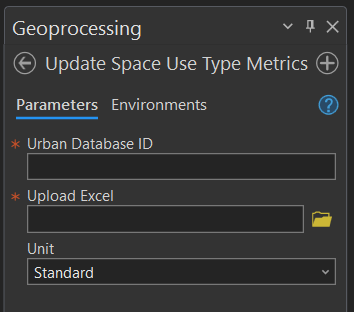 Geoprocessing
Update Space Use Type Metrics
Parameters Environments
* Urban Database ID
* Upload Excel
Unit
Standard